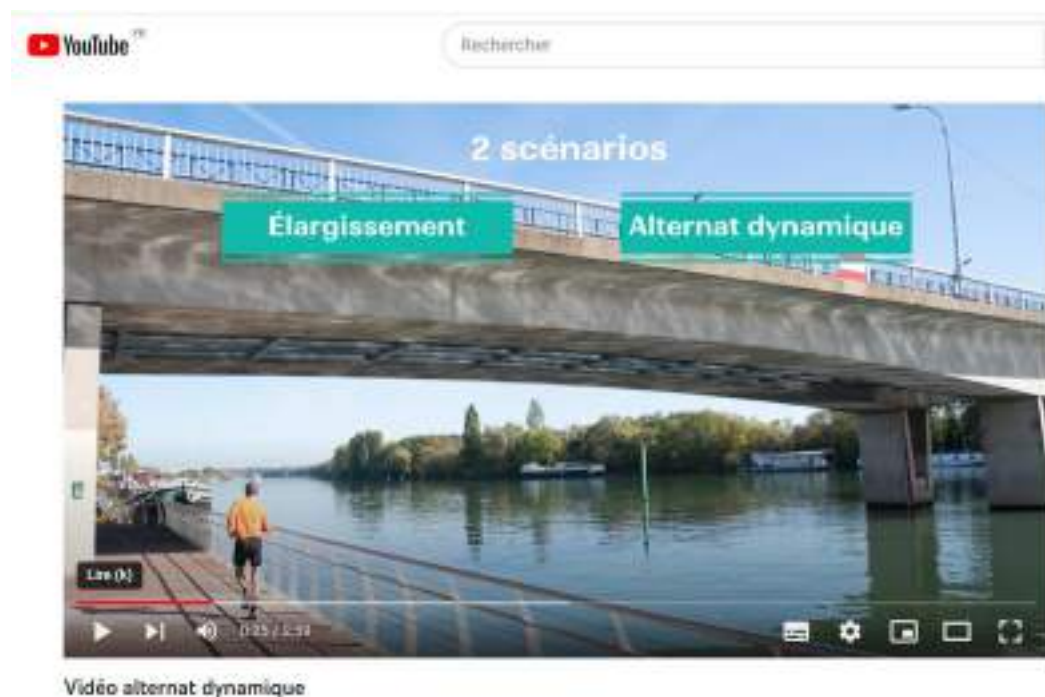 YouTube FR
Rechercher
2 scénarios
Élargissement
Alternat dynamique
Lire (k)
Vidéo alternat dynamique